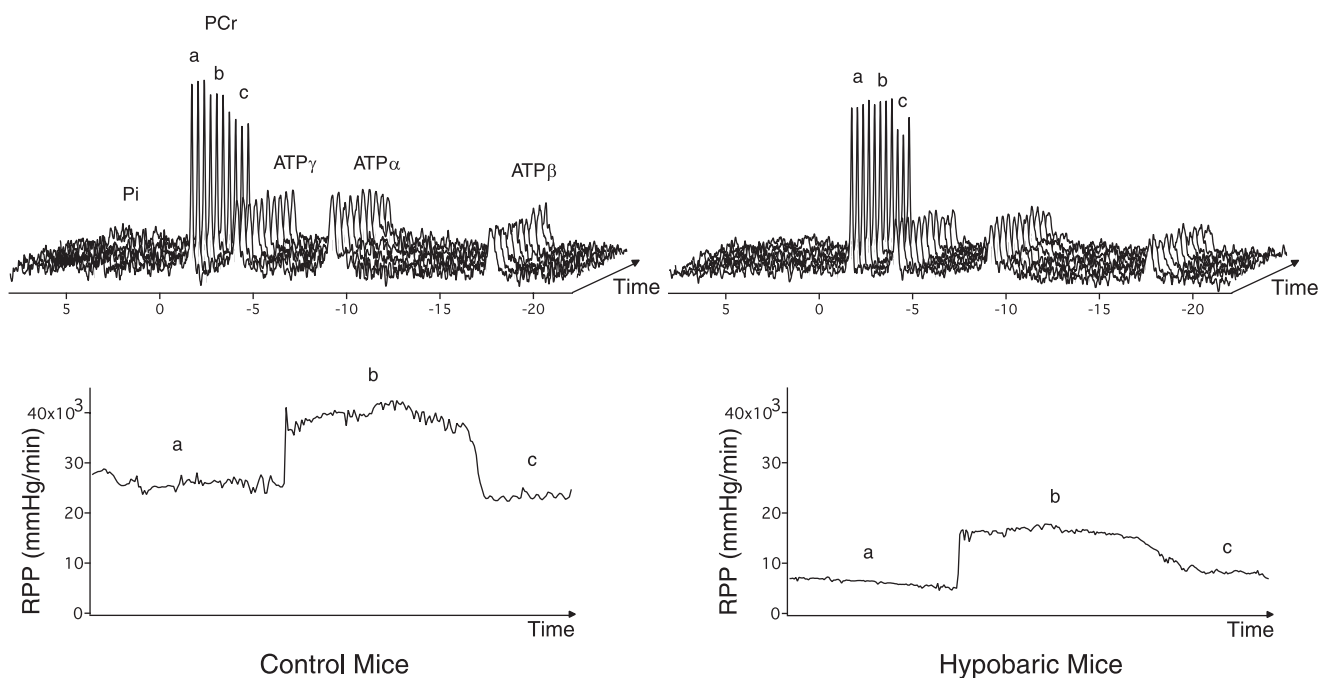 PCr
a
b
c
Pi
ATPγ
ATPα
ATPβ
5 0 -5 -10 -15 -20
Time
a
b
c
5 0 -5 -10 -15 -20
Time
RPP (mmHg/min)
40x10³
30
20
10
0
a
b
c
Time
Control Mice
RPP (mmHg/min)
40x10³
30
20
10
0
a
b
c
Time
Hypobaric Mice